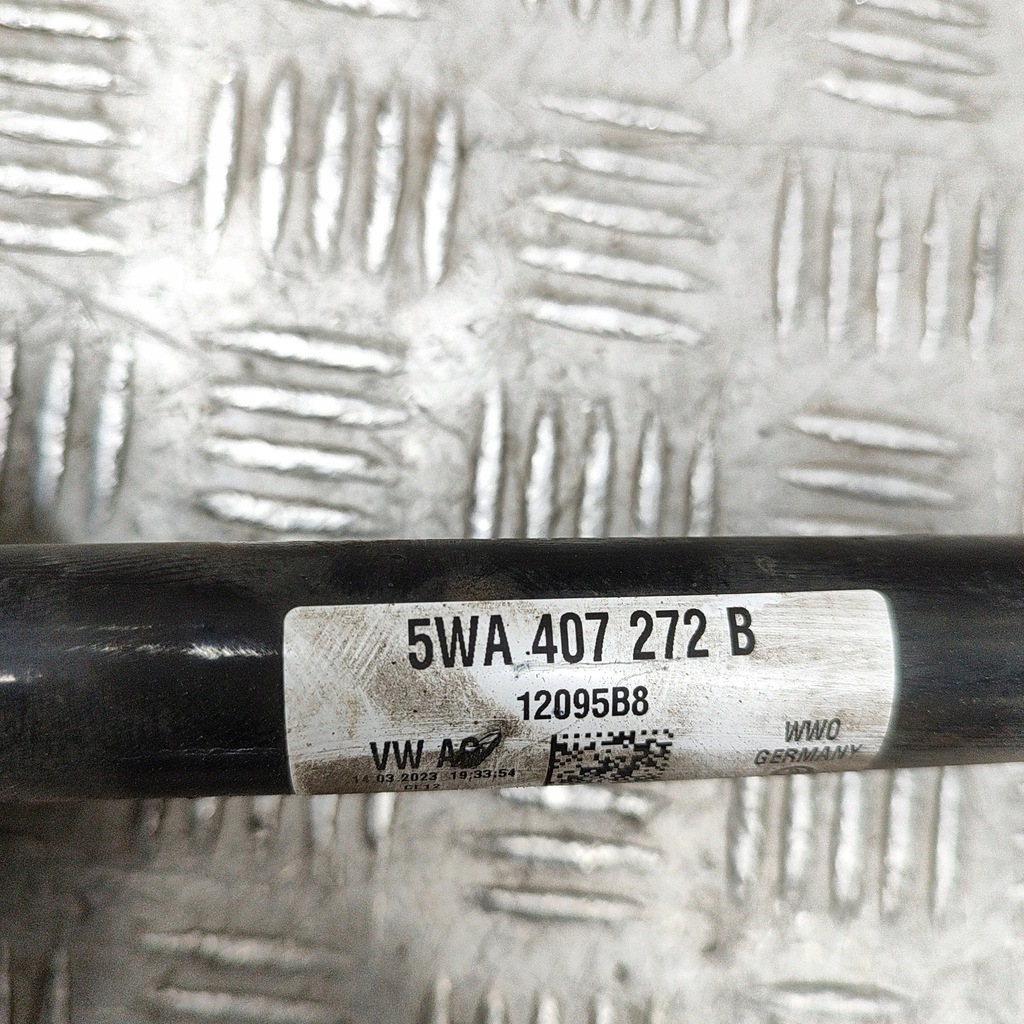 5WA 407 272 B
12095B8
VW AG
14.03.2023 19:33:54
WWO
GERMANY